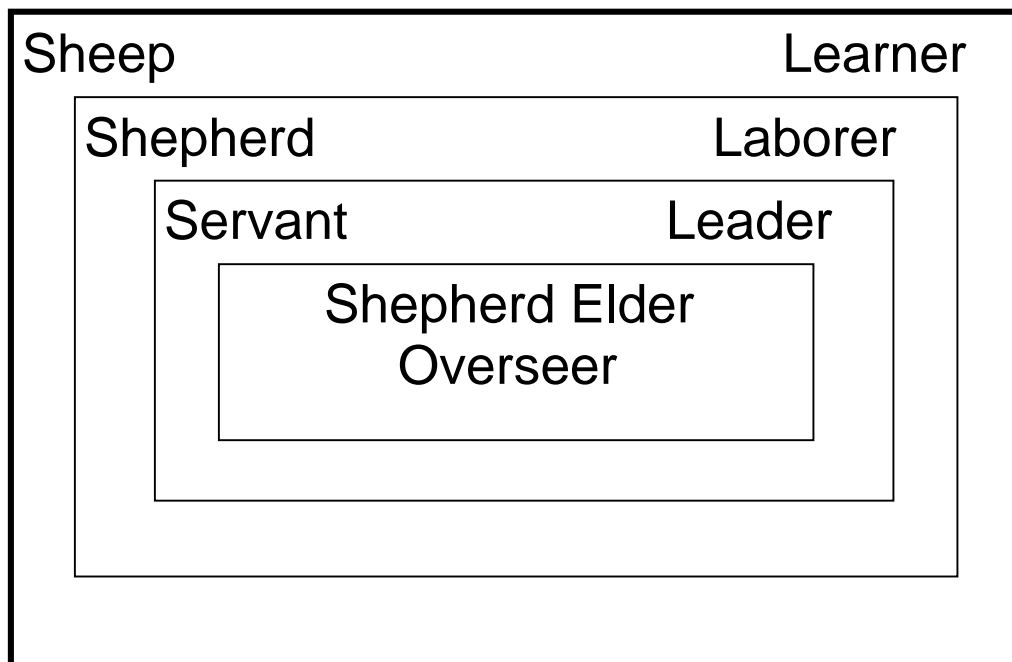 Sheep Learner
Shepherd Laborer
Servant Leader
Shepherd Elder
Overseer